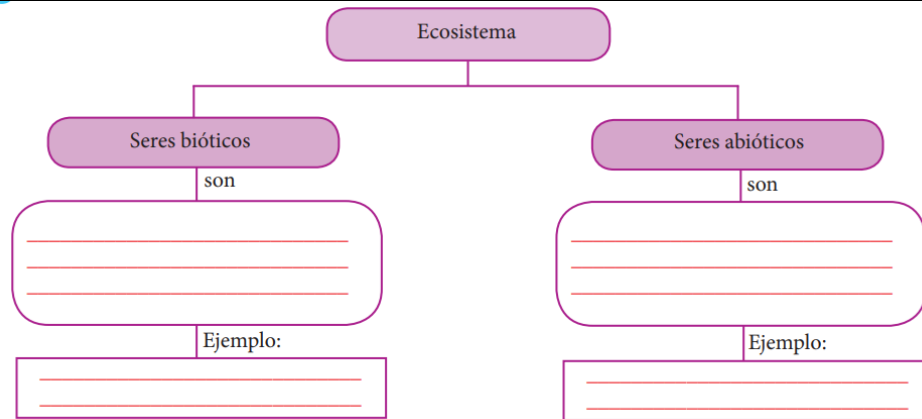 Ecosistema
Seres bióticos
Seres abióticos
son
son
Ejemplo:
Ejemplo: